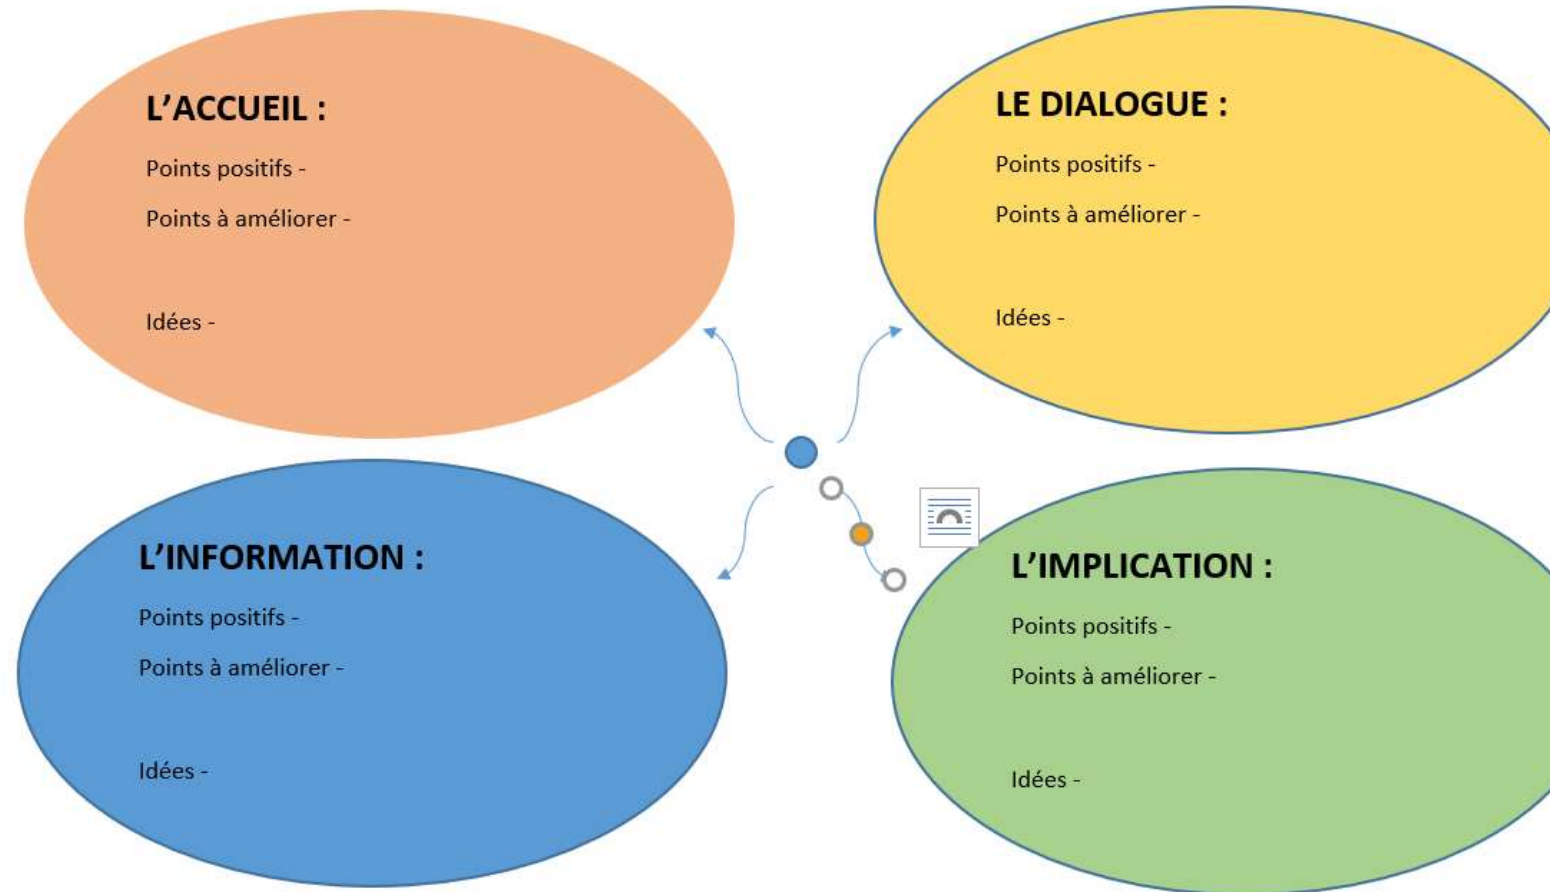 L’ACCUEIL :
Points positifs -
Points à améliorer -
Idées -
LE DIALOGUE :
Points positifs -
Points à améliorer -
Idées -
L’INFORMATION :
Points positifs -
Points à améliorer -
Idées -
L’IMPLICATION :
Points positifs -
Points à améliorer -
Idées -